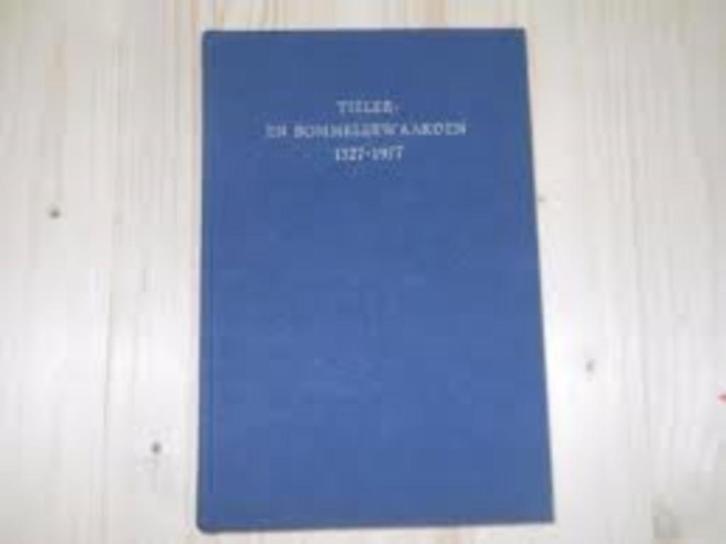 TIELER-
EN BOMMELERWAARDEN
1327-1977